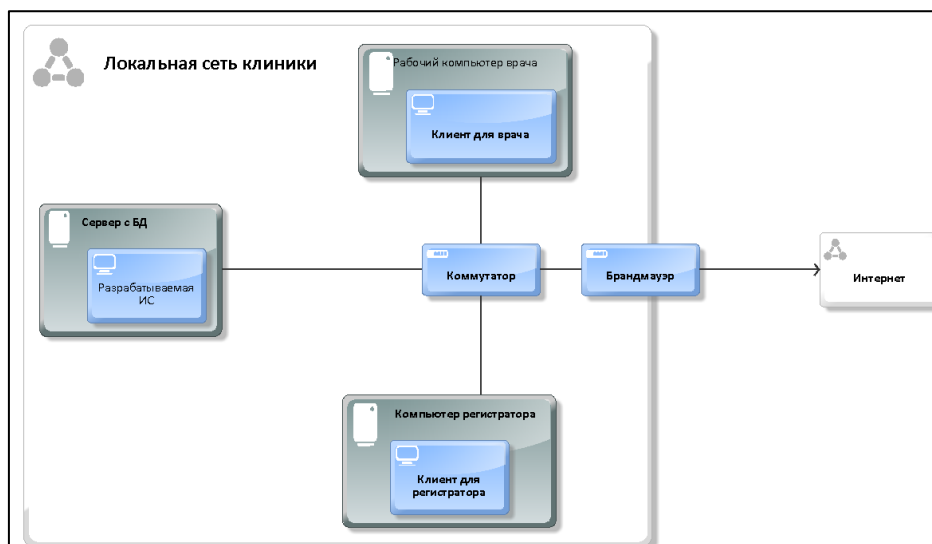 Локальная сеть клиники
Рабочий компьютер врача
Клиент для врача
Сервер с БД
Разрабатываемая
ИС
Коммутатор
Брандмауэр
Интернет
Компьютер регистратора
Клиент для
регистратора